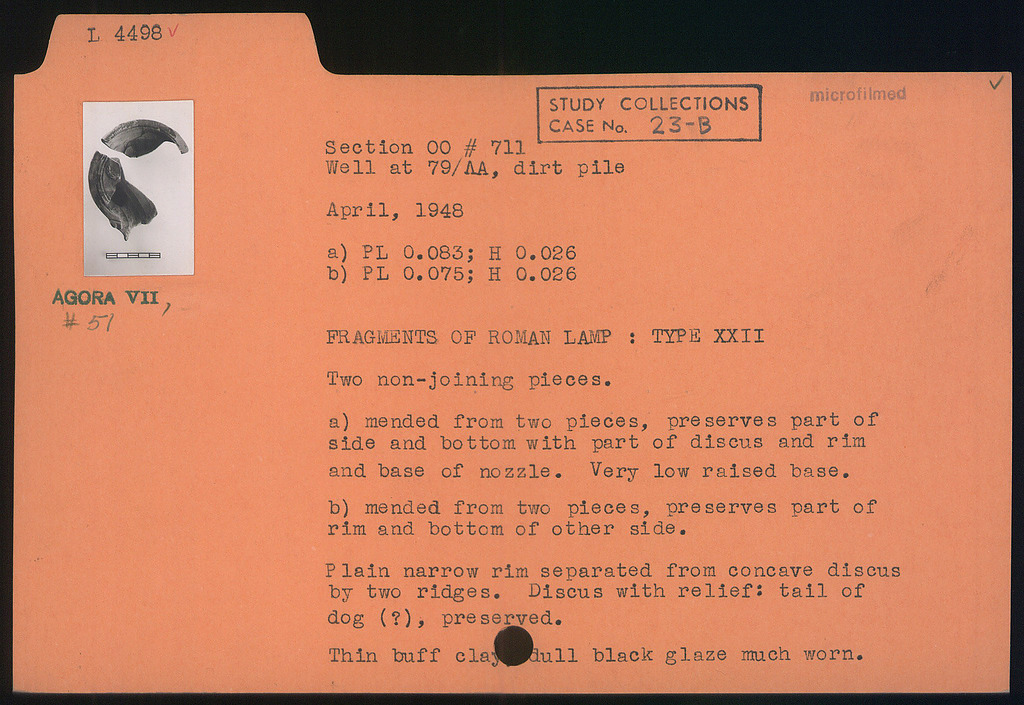 L 4498 ✓
✓
microfilmed
STUDY COLLECTIONS
CASE No. 23-B
Section OO # 711
Well at 79/ΛΑ, dirt pile
April, 1948
a) PL 0.083; H 0.026
b) PL 0.075; H 0.026
AGORA VII,
# 51
FRAGMENTS OF ROMAN LAMP : TYPE XXII
Two non-joining pieces.
a) mended from two pieces, preserves part of
side and bottom with part of discus and rim
and base of nozzle. Very low raised base.
b) mended from two pieces, preserves part of
rim and bottom of other side.
Plain narrow rim separated from concave discus
by two ridges. Discus with relief: tail of
dog (?), preserved.
Thin buff clay dull black glaze much worn.